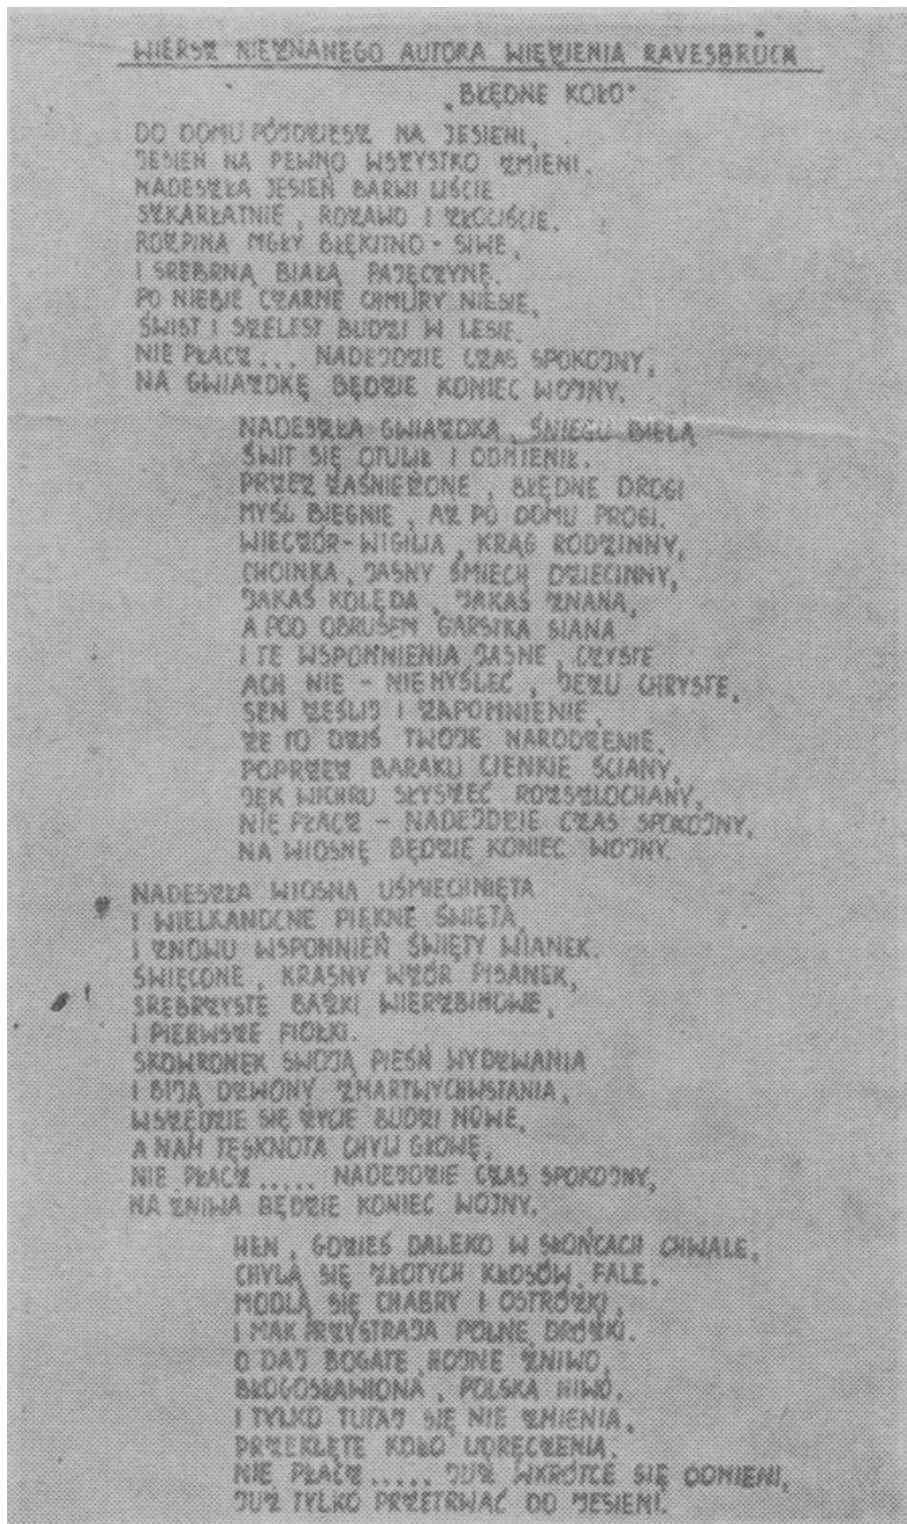 WIERSZ NIEZNANEGO AUTORA WIĘZIENIA RAVESBRÜCK
„BŁĘDNE KOŁO"
DO DOMU PÓJDZIESZ NA JESIENI,
JESIEŃ NA PEWNO WSZYSTKO ZMIENI.
NADESZŁA JESIEŃ BARWI LIŚCIE
SZKARŁATNIE, ROZAWO I ZŁOCIŚCIE.
ROZPINA MGŁY BŁĘKITNO - SIWE,
I SREBRNĄ BIAŁĄ PAJĘCZYNĘ.
PO NIEBIE CZARNE CHMURY NIESIE,
ŚWIST I SZELEST BUDZI W LESIE.
NIE PŁACZ... NADEJDZIE CZAS SPOKOJNY,
NA GWIAZDKĘ BĘDZIE KONIEC WOJNY.
NADESZŁA GWIAZDKA, ŚNIEGU BIELĄ
ŚWIT SIĘ OTULIŁ I ODMIENIŁ.
PRZEZ ZAŚNIEŻONE, BŁĘDNE DROGI
MYŚL BIEGNIE, AŻ PO DOMU PROGI.
WIECZÓR-WIGILIA, KRĄG RODZINNY,
CHOINKA, JASNY ŚMIECH DZIECINNY,
JAKAŚ KOLĘDA, JAKAŚ ZNANA,
A POD OBRUSEM GARSTKA SIANA
I TE WSPOMNIENIA JASNE, CZYSTE
ACH NIE - NIE MYŚLEĆ, JEZU CHRYSTE,
SEN ZEŚLIJ I ZAPOMNIENIE,
ŻE TO DZIŚ TWOJE NARODZENIE.
POPRZEZ BARAKU CIENKIE ŚCIANY,
JĘK WICHRU SŁYSZEĆ ROZSZLOCHANY,
NIE PŁACZ - NADEJDZIE CZAS SPOKOJNY,
NA WIOSNĘ BĘDZIE KONIEC WOJNY.
NADESZŁA WIOSNA UŚMIECHNIĘTA
I WIELKANOCNE PIĘKNE ŚWIĘTA,
I ZNOWU WSPOMNIEŃ ŚWIĘTY WIANEK.
ŚWIĘCONE, KRASNY WZÓR PISANEK,
SREBRZYSTE BAŹKI WIERZBINOWE,
I PIERWSZE FIOŁKI.
SKOWRONEK SWOJĄ PIEŚŃ WYDZWANIA
I BIJĄ DZWONY ZMARTWYCHWSTANIA,
WSZĘDZIE SIĘ ŻYCIE BUDZI NOWE,
A NAM TĘSKNOTA CHYLI GŁOWĘ,
NIE PŁACZ..... NADEJDZIE CZAS SPOKOJNY,
NA ŻNIWA BĘDZIE KONIEC WOJNY.
HEN, GDZIEŚ DALEKO W SŁOŃCACH CHWALE,
CHYLĄ SIĘ ZŁOTYCH KŁOSÓW FALE.
MODLĄ SIĘ CHABRY I OSTRÓŻKI,
I MAK PRZYSTRAJA POLNE DRÓŻKI.
O DAJ BOGATE, HOJNE ŻNIWO,
BŁOGOSŁAWIONA, POLSKA NIWO,
I TYLKO TUTAJ SIĘ NIE ZMIENIA,
PRZEKLĘTE KOŁO UDRĘCZENIA.
NIE PŁACZ..... JUŻ WKRÓTCE SIĘ ODMIENI,
JUŻ TYLKO PRZETRWAĆ DO JESIENI.